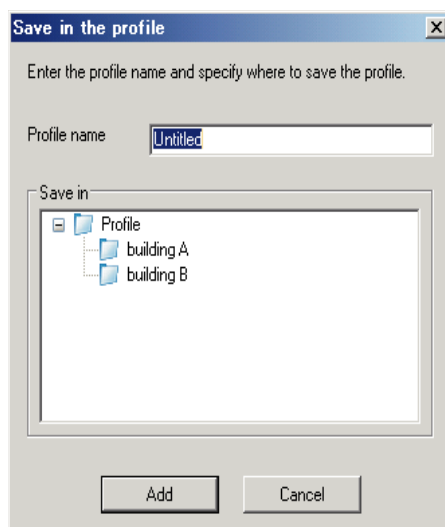 Save in the profile
Enter the profile name and specify where to save the profile.
Profile name
Untitled
Save in
Profile
building A
building B
Add
Cancel